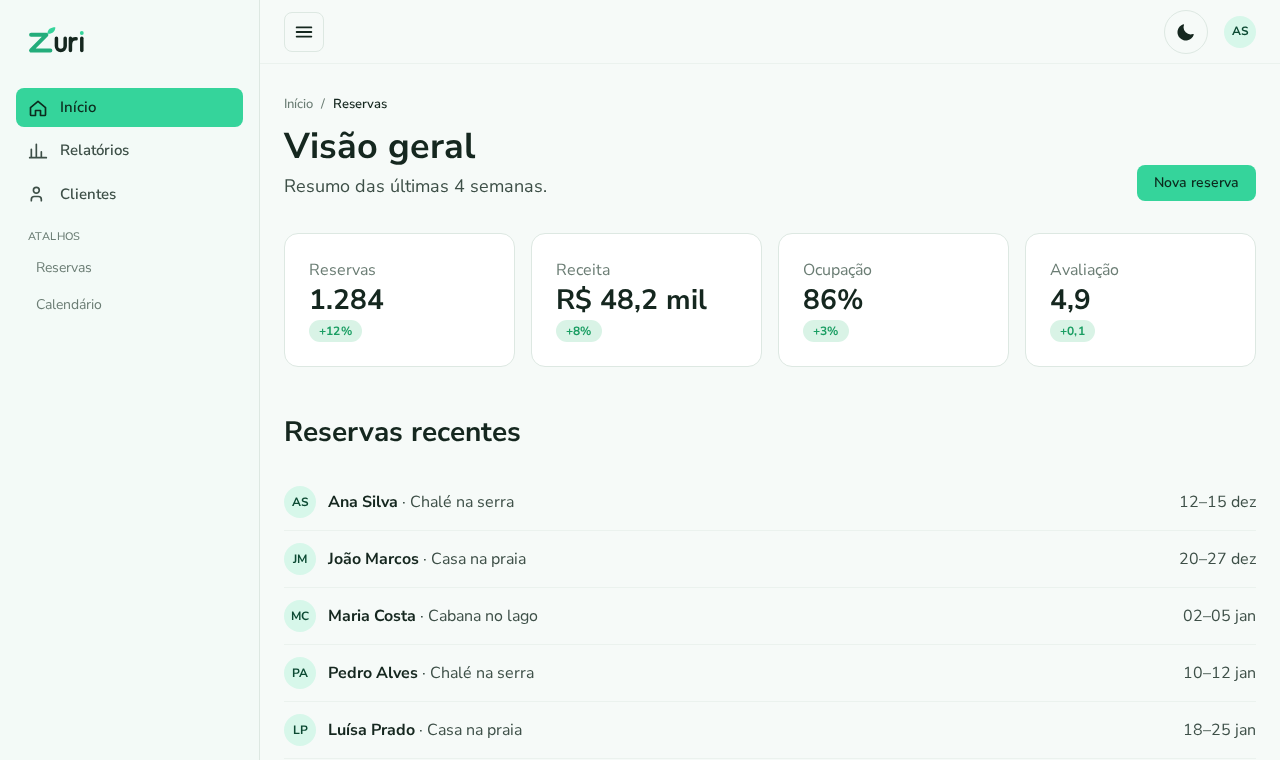 Zuri
Início
Relatórios
Clientes
ATALHOS
Reservas
Calendário
AS
Início / Reservas
Visão geral
Resumo das últimas 4 semanas.
Nova reserva
Reservas
1.284
+12%
Receita
R$ 48,2 mil
+8%
Ocupação
86%
+3%
Avaliação
4,9
+0,1
Reservas recentes
AS Ana Silva · Chalé na serra 12–15 dez
JM João Marcos · Casa na praia 20–27 dez
MC Maria Costa · Cabana no lago 02–05 jan
PA Pedro Alves · Chalé na serra 10–12 jan
LP Luísa Prado · Casa na praia 18–25 jan